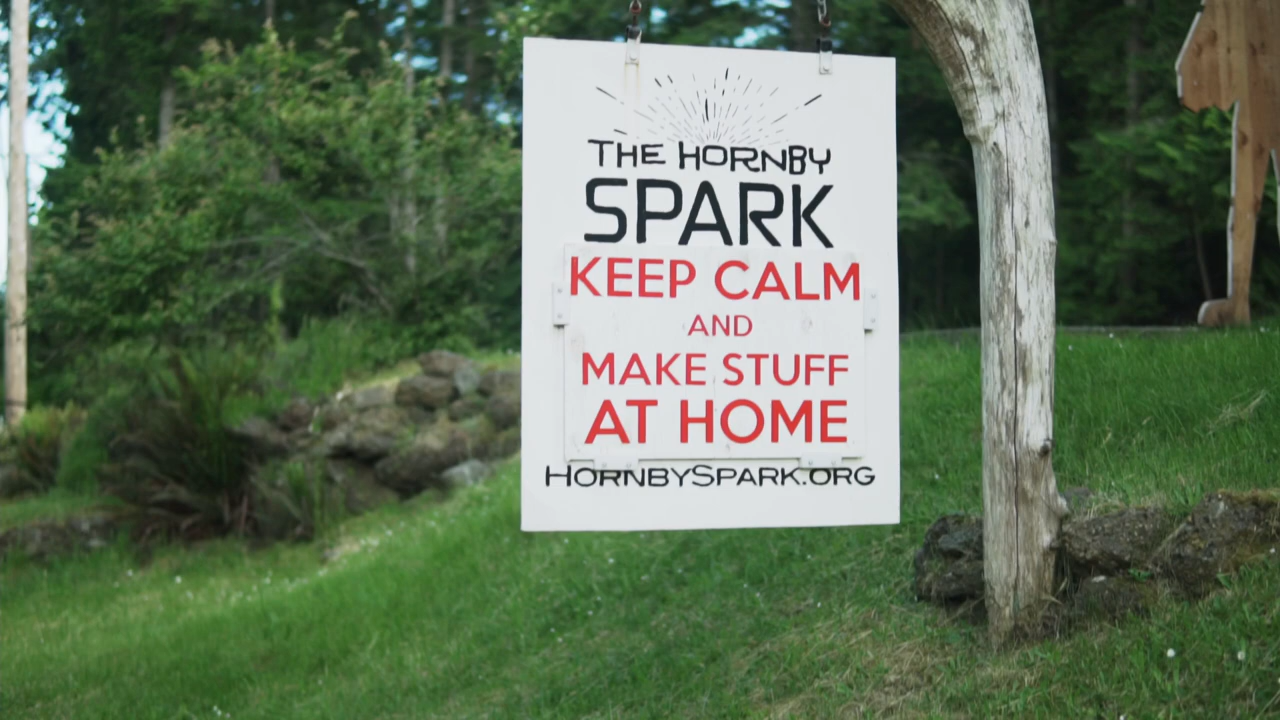 THE HORNBY
SPARK
KEEP CALM
AND
MAKE STUFF
AT HOME
HORNBYSPARK.ORG